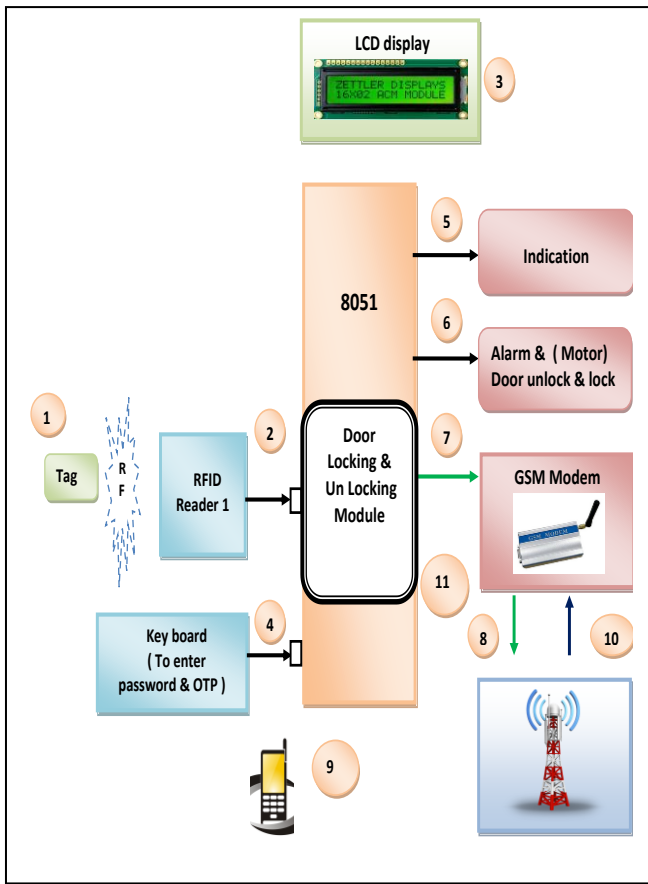 LCD display
ZETTLER DISPLAYS
16X02 ACM MODULE
3
5
Indication
8051
6
Alarm & ( Motor)
Door unlock & lock
1
Tag
R
F
2
RFID
Reader 1
Door
Locking &
Un Locking
Module
7
GSM Modem
GSM MODEM
11
4
Key board
( To enter
password & OTP )
8
10
9